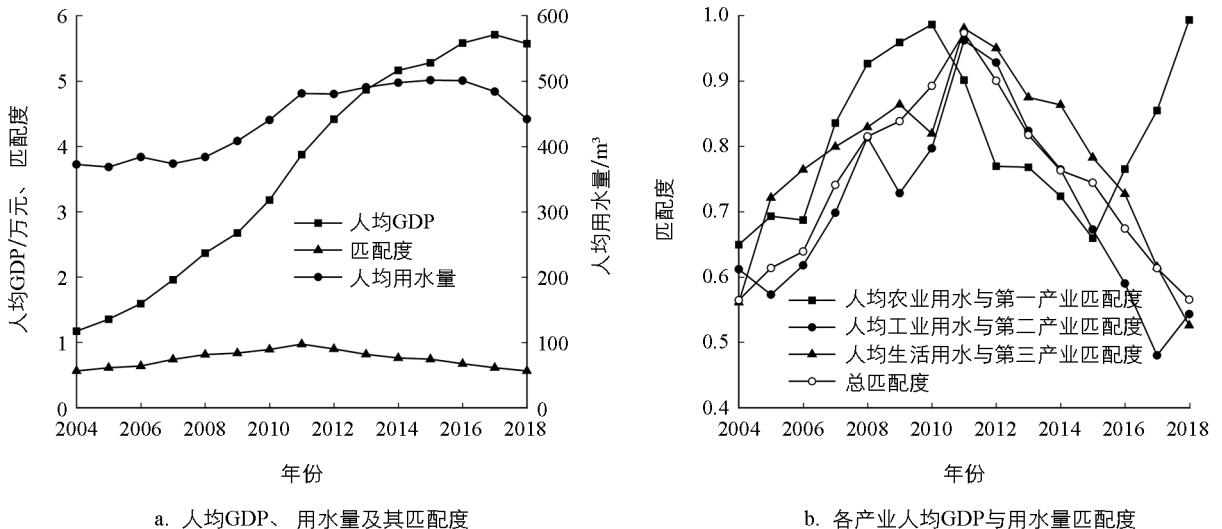 6
5
4
3
2
1
0
人均GDP/万元、 匹配度
600
500
400
300
200
100
0
人均用水量/m³
人均GDP
匹配度
人均用水量
2004 2006 2008 2010 2012 2014 2016 2018
年份
a. 人均GDP、 用水量及其匹配度
1.0
0.9
0.8
0.7
0.6
0.5
0.4
匹配度
人均农业用水与第一产业匹配度
人均工业用水与第二产业匹配度
人均生活用水与第三产业匹配度
总匹配度
2004 2006 2008 2010 2012 2014 2016 2018
年份
b. 各产业人均GDP与用水量匹配度